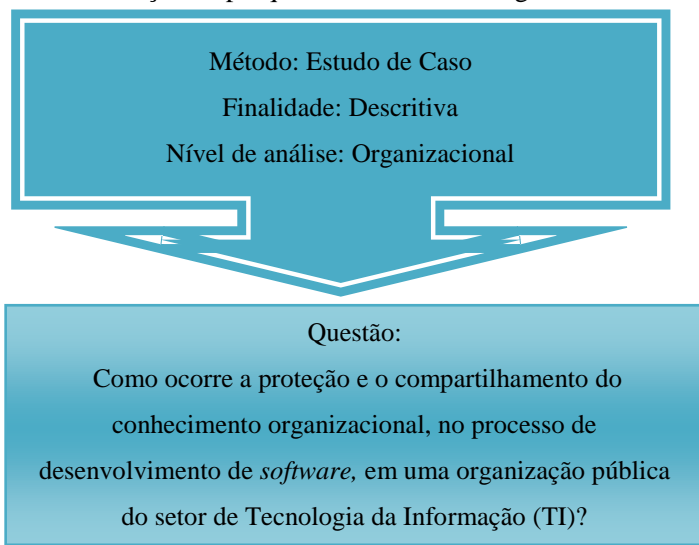 Método: Estudo de Caso
Finalidade: Descritiva
Nível de análise: Organizacional
Questão:
Como ocorre a proteção e o compartilhamento do
conhecimento organizacional, no processo de
desenvolvimento de software, em uma organização pública
do setor de Tecnologia da Informação (TI)?